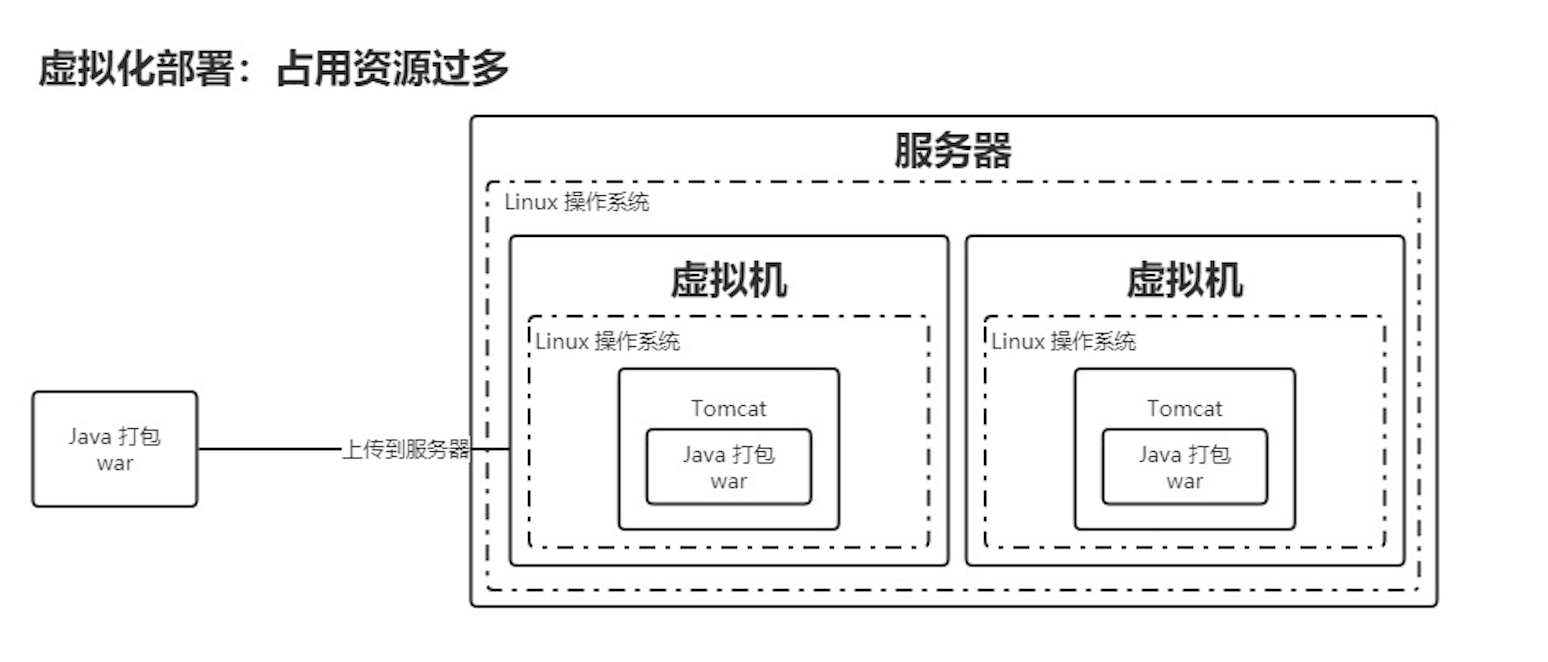 虚拟化部署：占用资源过多
服务器
Linux 操作系统
虚拟机
虚拟机
Linux 操作系统
Linux 操作系统
Tomcat
Tomcat
Java 打包
war
上传到服务器
Java 打包
war
Java 打包
war